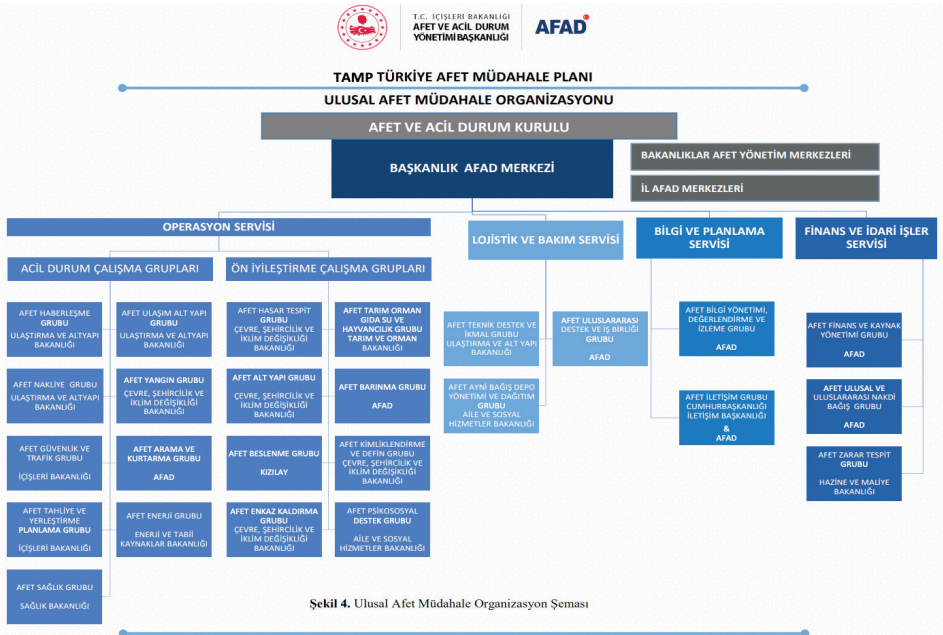 T.C. İÇİŞLERİ BAKANLIĞI
AFET VE ACİL DURUM
YÖNETİMİ BAŞKANLIĞI
AFAD
TAMP TÜRKİYE AFET MÜDAHALE PLANI
ULUSAL AFET MÜDAHALE ORGANİZASYONU
AFET VE ACİL DURUM KURULU
BAŞKANLIK AFAD MERKEZİ
BAKANLIKLAR AFET YÖNETİM MERKEZLERİ
İL AFAD MERKEZLERİ
OPERASYON SERVİSİ
ACİL DURUM ÇALIŞMA GRUPLARI
AFET HABERLEŞME
GRUBU
ULAŞTIRMA VE ALTYAPI
BAKANLIĞI
AFET NAKLİYE GRUBU
ULAŞTIRMA VE ALTYAPI
BAKANLIĞI
AFET GÜVENLİK VE
TRAFİK GRUBU
İÇİŞLERİ BAKANLIĞI
AFET TAHLİYE VE
YERLEŞTİRME
PLANLAMA GRUBU
İÇİŞLERİ BAKANLIĞI
AFET SAĞLIK GRUBU
SAĞLIK BAKANLIĞI
AFET ULAŞIM ALT YAPI
GRUBU
ULAŞTIRMA VE ALTYAPI
BAKANLIĞI
AFET YANGIN GRUBU
ÇEVRE, ŞEHİRCİLİK VE
İKLİM DEĞİŞİKLİĞİ
BAKANLIĞI
AFET ARAMA VE
KURTARMA GRUBU
AFAD
AFET ENERJİ GRUBU
ENERJİ VE TABİİ
KAYNAKLAR BAKANLIĞI
ÖN İYİLEŞTİRME ÇALIŞMA GRUPLARI
AFET HASAR TESPİT
GRUBU
ÇEVRE, ŞEHİRCİLİK VE
İKLİM DEĞİŞİKLİĞİ
BAKANLIĞI
AFET ALT YAPI GRUBU
ÇEVRE, ŞEHİRCİLİK VE
İKLİM DEĞİŞİKLİĞİ
BAKANLIĞI
AFET BESLENME GRUBU
KIZILAY
AFET ENKAZ KALDIRMA
GRUBU
ÇEVRE, ŞEHİRCİLİK VE
İKLİM DEĞİŞİKLİĞİ
BAKANLIĞI
AFET TARIM ORMAN
GIDA SU VE
HAYVANCILIK GRUBU
TARIM VE ORMAN
BAKANLIĞI
AFET BARINMA GRUBU
AFAD
AFET KİMLİKLENDİRME
VE DEFİN GRUBU
ÇEVRE, ŞEHİRCİLİK VE
İKLİM DEĞİŞİKLİĞİ
BAKANLIĞI
AFET PSİKOSOSYAL
DESTEK GRUBU
AİLE VE SOSYAL
HİZMETLER BAKANLIĞI
LOJİSTİK VE BAKIM SERVİSİ
AFET TEKNİK DESTEK VE
İKMAL GRUBU
ULAŞTIRMA VE ALT YAPI
BAKANLIĞI
AFET AYNİ BAĞIŞ DEPO
YÖNETİMİ VE DAĞITIM
GRUBU
AİLE VE SOSYAL
HİZMETLER BAKANLIĞI
AFET ULUSLARARASI
DESTEK VE İŞ BİRLİĞİ
GRUBU
AFAD
BİLGİ VE PLANLAMA
SERVİSİ
AFET BİLGİ YÖNETİMİ,
DEĞERLENDİRME VE
İZLEME GRUBU
AFAD
AFET İLETİŞİM GRUBU
CUMHURBAŞKANLIĞI
İLETİŞİM BAŞKANLIĞI
&
AFAD
FİNANS VE İDARİ İŞLER
SERVİSİ
AFET FİNANS VE KAYNAK
YÖNETİMİ GRUBU
AFAD
AFET ULUSAL VE
ULUSLARARASI NAKDİ
BAĞIŞ GRUBU
AFAD
AFET ZARAR TESPİT
GRUBU
HAZİNE VE MALİYE
BAKANLIĞI
Şekil 4. Ulusal Afet Müdahale Organizasyon Şeması